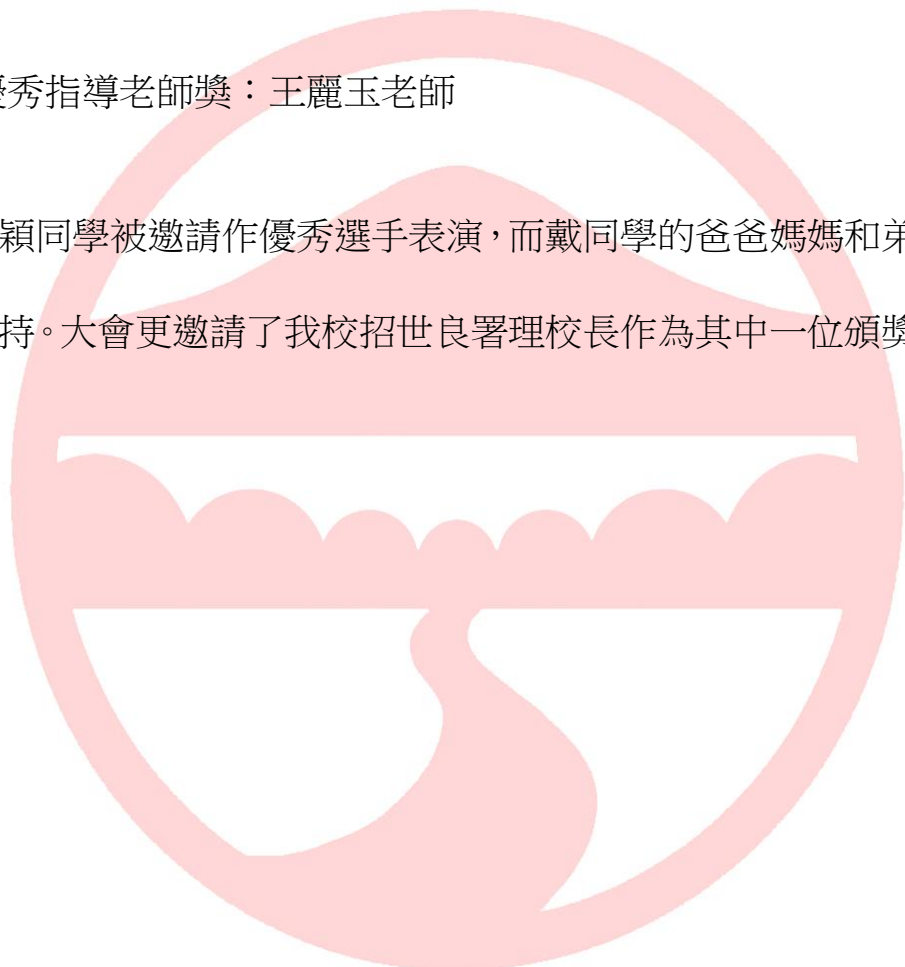 優秀指導老師獎：王麗玉老師
穎同學被邀請作優秀選手表演，而戴同學的爸爸媽媽和弟
持。大會更邀請了我校招世良署理校長作為其中一位頒獎